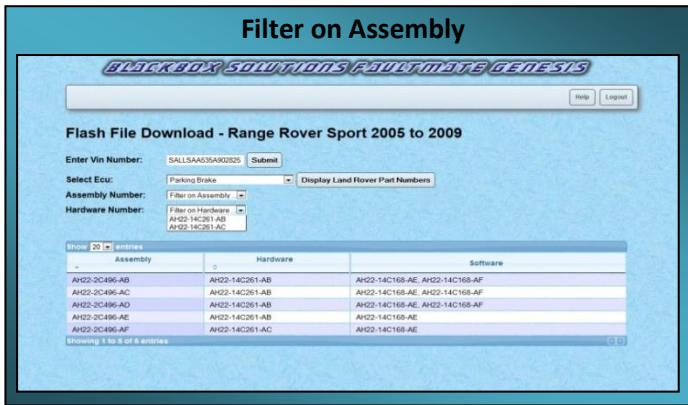 Filter on Assembly
BLACKBOX SOLUTIONS FAULTMATE GENESIS
Help Logout
Flash File Download - Range Rover Sport 2005 to 2009
Enter Vin Number: SALLSAA535A902825 Submit
Select Ecu: Parking Brake Display Land Rover Part Numbers
Assembly Number: Filter on Assembly
Hardware Number: Filter on Hardware
AH22-14C261-AB
AH22-14C261-AC
Show 20 entries
Assembly Hardware Software
AH22-2C496-AB AH22-14C261-AB AH22-14C168-AE, AH22-14C168-AF
AH22-2C496-AC AH22-14C261-AB AH22-14C168-AE, AH22-14C168-AF
AH22-2C496-AD AH22-14C261-AB AH22-14C168-AE, AH22-14C168-AF
AH22-2C496-AE AH22-14C261-AB AH22-14C168-AE
AH22-2C496-AF AH22-14C261-AC AH22-14C168-AE
Showing 1 to 5 of 5 entries